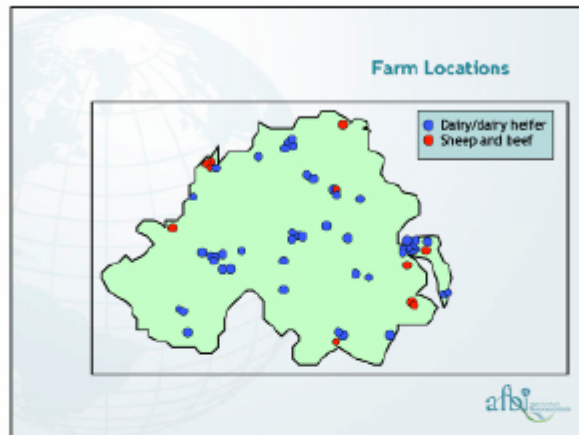 Farm Locations
Dairy/dairy heifer
Sheep and beef
afbi